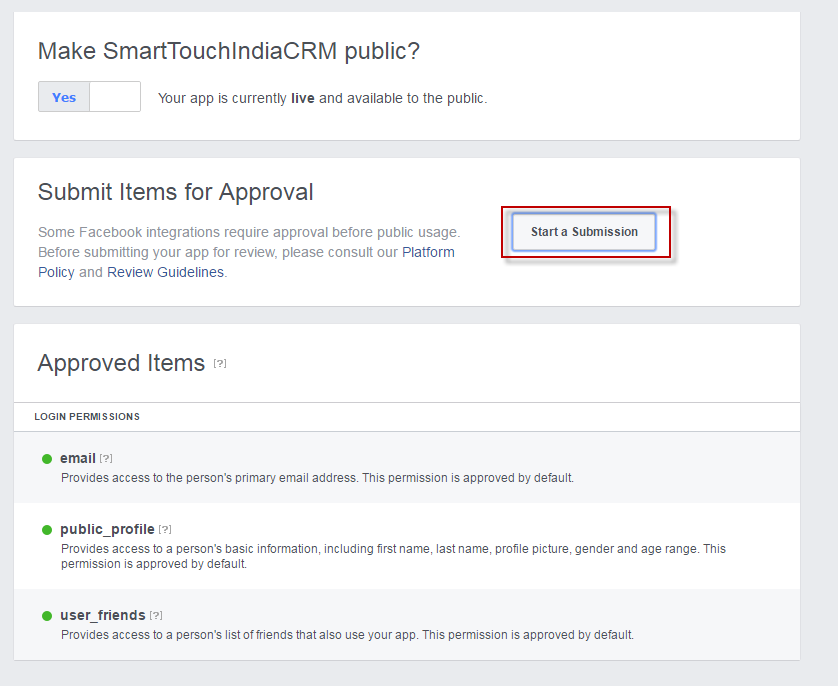 Make SmartTouchIndiaCRM public?
Yes
Your app is currently live and available to the public.
Submit Items for Approval
Some Facebook integrations require approval before public usage.
Before submitting your app for review, please consult our Platform
Policy and Review Guidelines.
Start a Submission
Approved Items [?]
LOGIN PERMISSIONS
email [?]
Provides access to the person's primary email address. This permission is approved by default.
public_profile [?]
Provides access to a person's basic information, including first name, last name, profile picture, gender and age range. This
permission is approved by default.
user_friends [?]
Provides access to a person's list of friends that also use your app. This permission is approved by default.